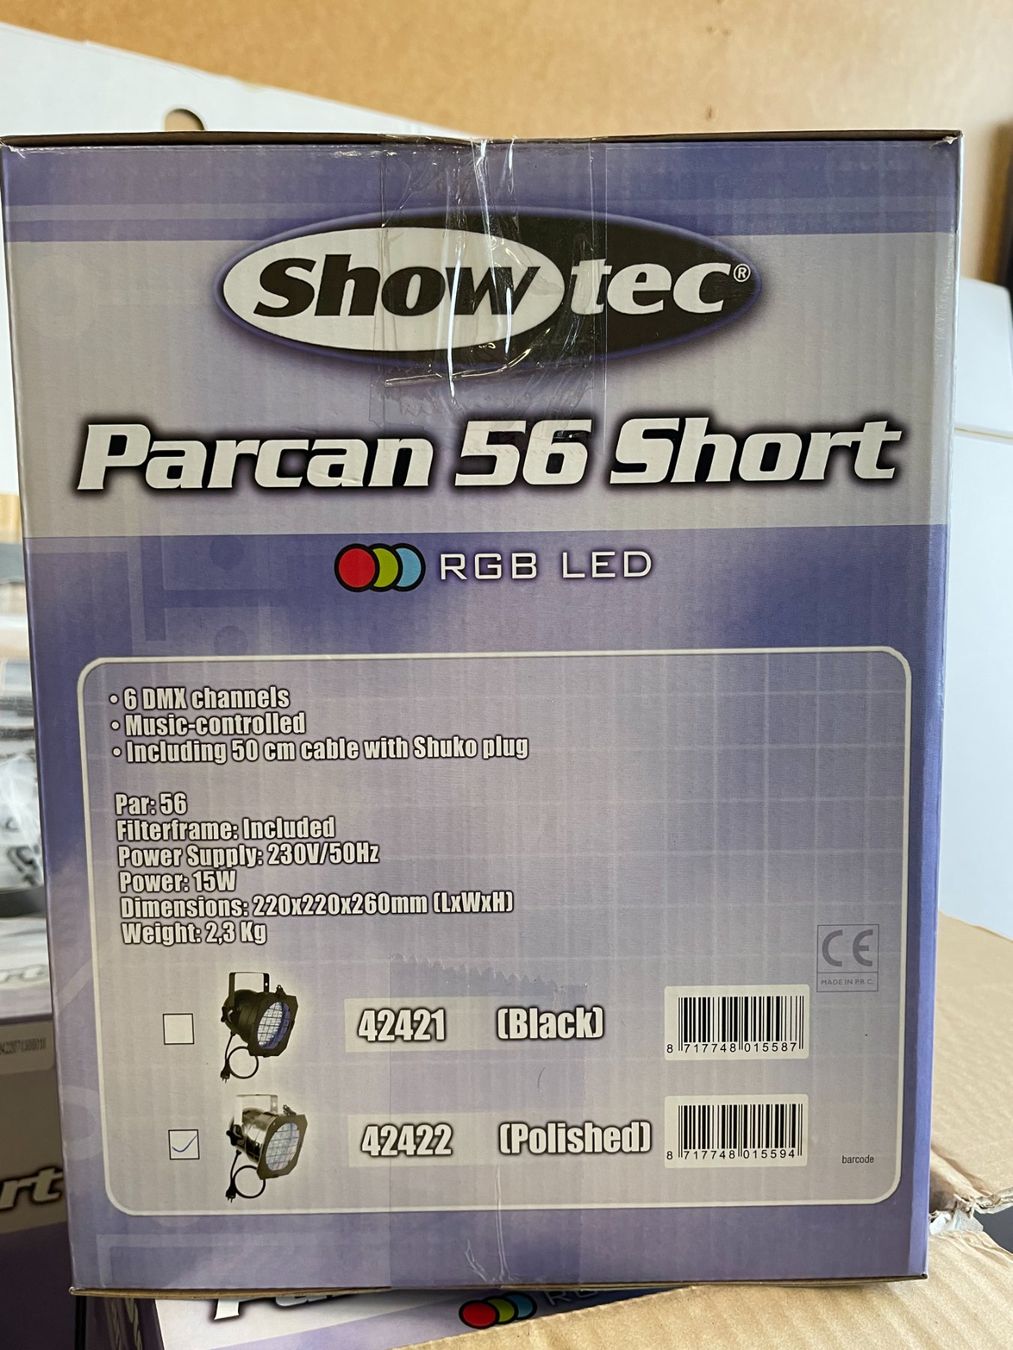 Showtec®
Parcan 56 Short
RGB LED
• 6 DMX channels
• Music-controlled
• Including 50 cm cable with Shuko plug
Par: 56
Filterframe: Included
Power Supply: 230V/50Hz
Power: 15W
Dimensions: 220x220x260mm (LxWxH)
Weight: 2,3 Kg
CE
MADE IN P.R.C.
42421 (Black)
8 717748 015587
42422 (Polished)
8 717748 015594
barcode
rt
RGB